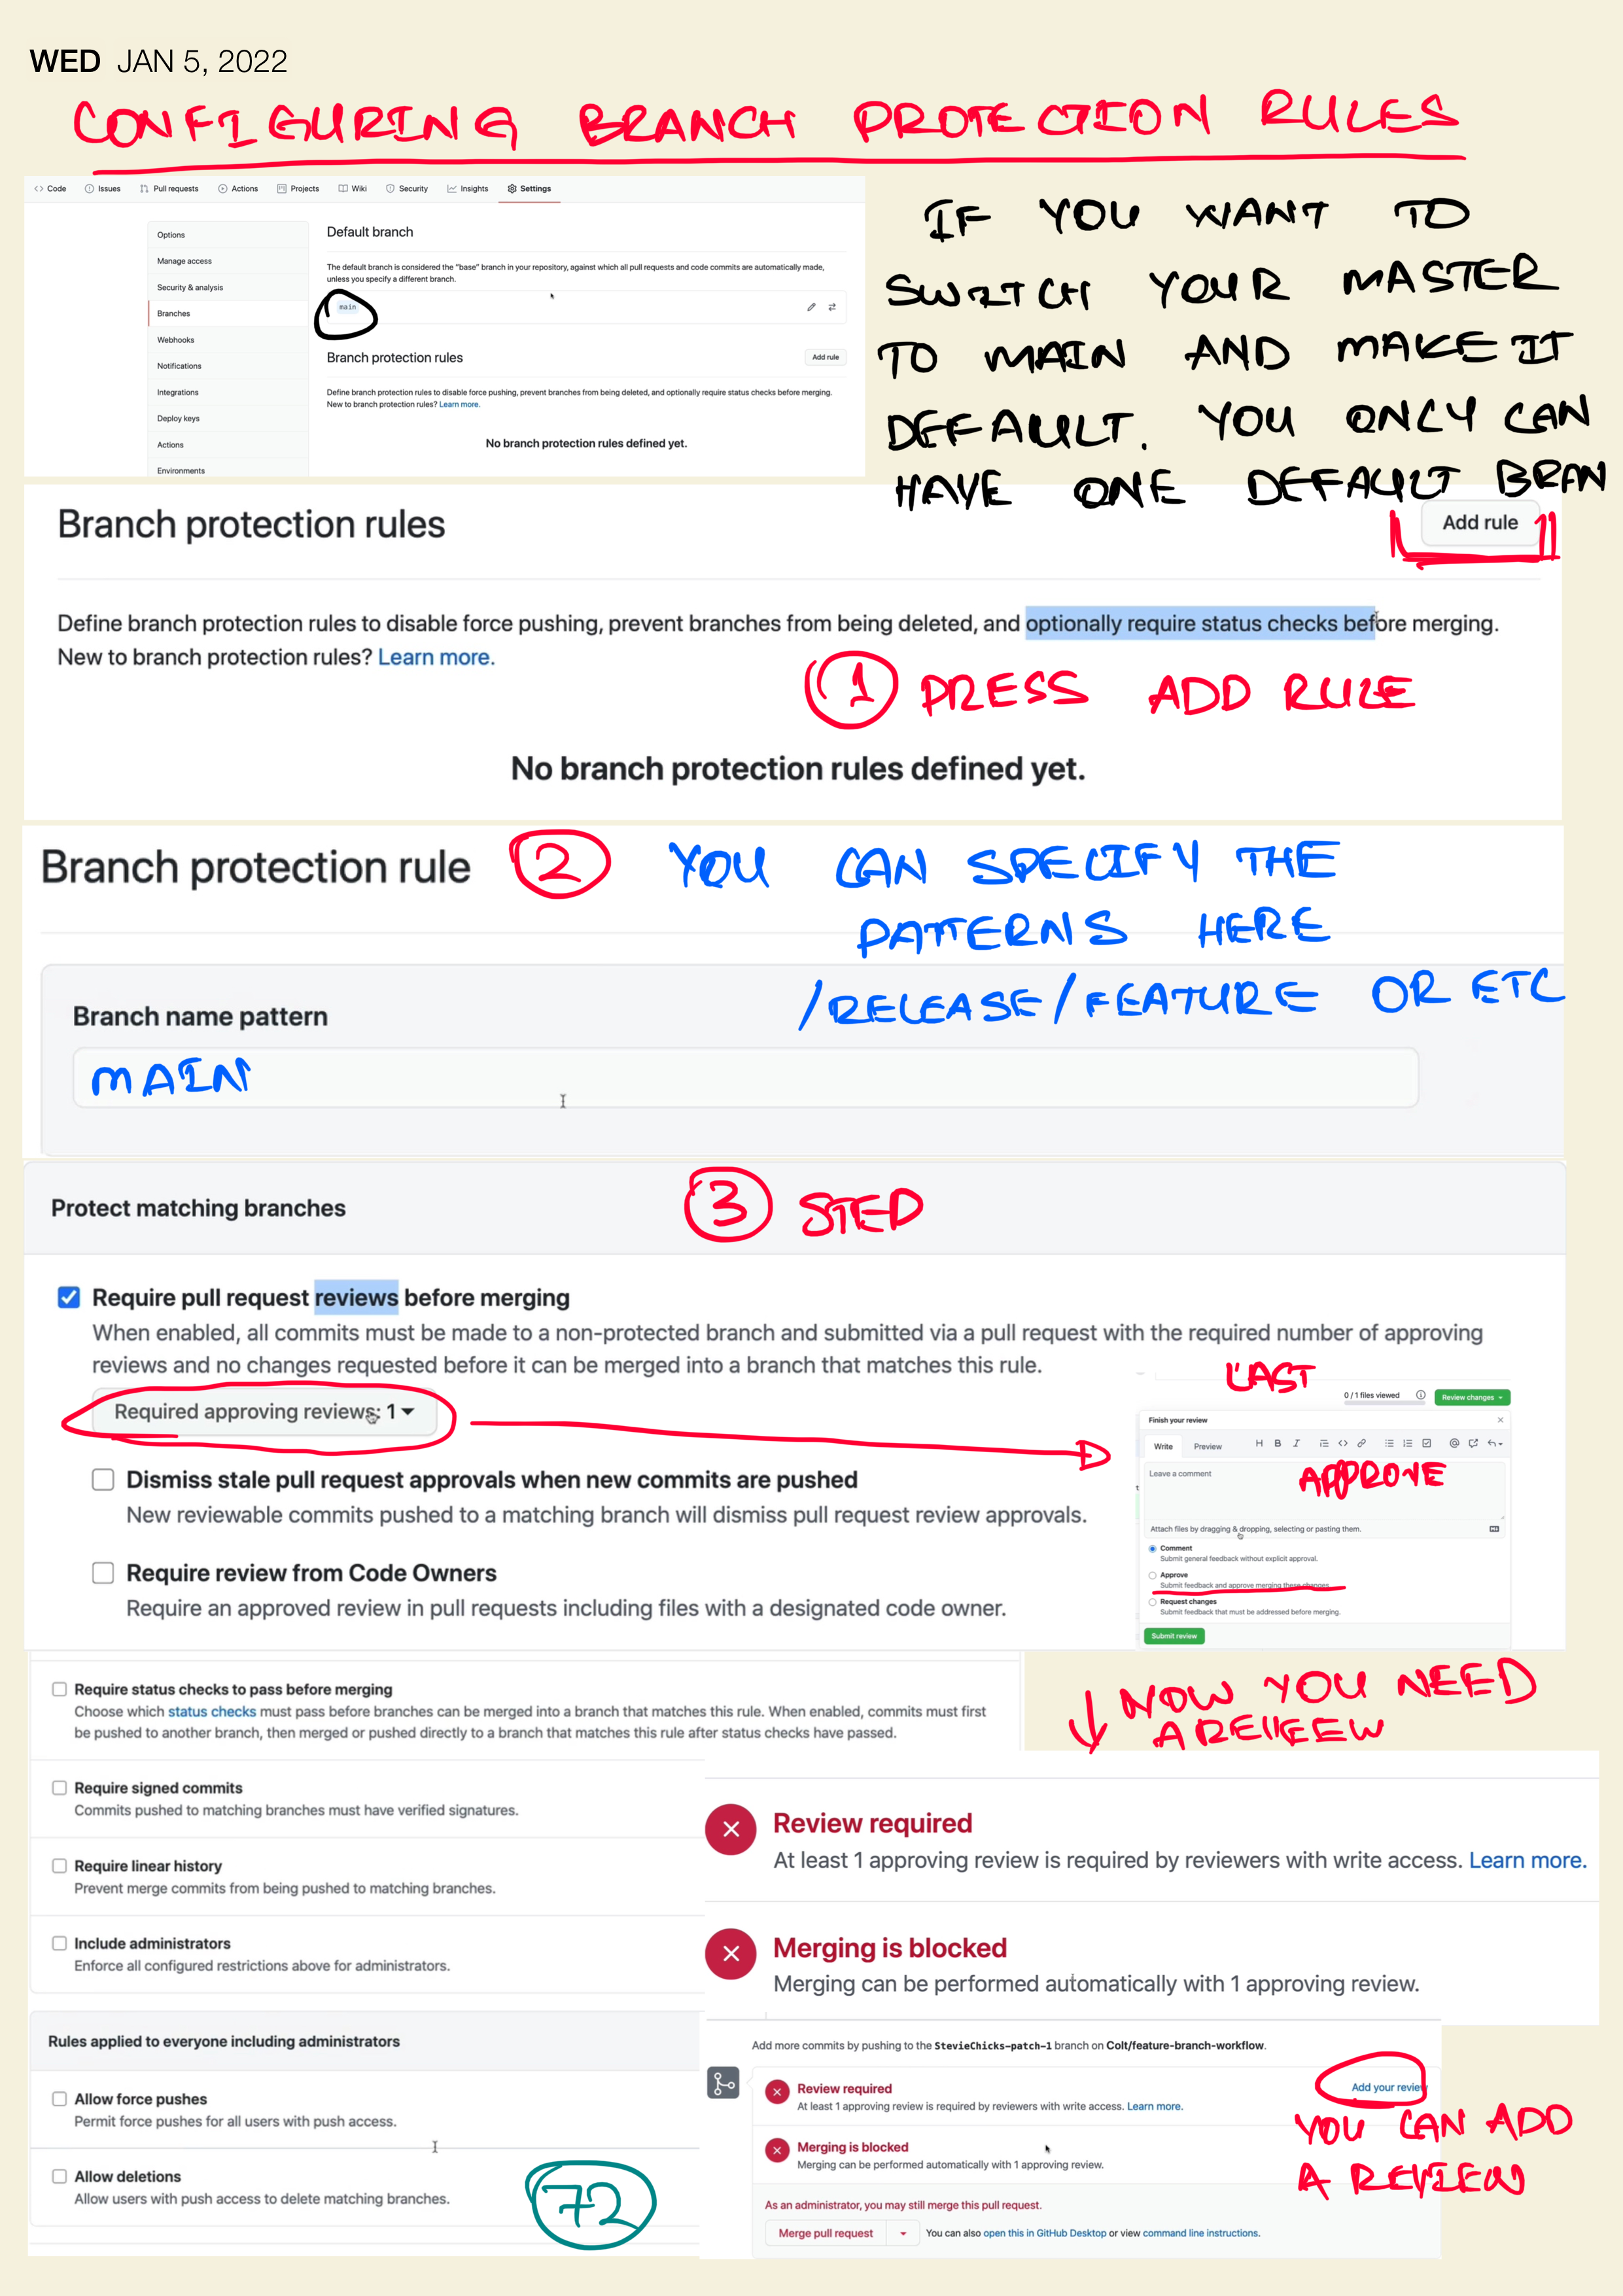 WED JAN 5, 2022
CONFIGURING BRANCH PROTECTION RULES
Code Issues Pull requests Actions Projects Wiki Security Insights Settings
Options
Manage access
Security & analysis
Branches
Webhooks
Notifications
Integrations
Deploy keys
Actions
Environments
Default branch
The default branch is considered the "base" branch in your repository, against which all pull requests and code commits are automatically made,
unless you specify a different branch.
main
Branch protection rules
Add rule
Define branch protection rules to disable force pushing, prevent branches from being deleted, and optionally require status checks before merging.
New to branch protection rules? Learn more.
No branch protection rules defined yet.
IF YOU WANT TO
SWITCH YOUR MASTER
TO MAIN AND MAKE IT
DEFAULT. YOU ONLY CAN
HAVE ONE DEFAULT BRAN
Branch protection rules
Add rule
Define branch protection rules to disable force pushing, prevent branches from being deleted, and optionally require status checks before merging.
New to branch protection rules? Learn more.
1 PRESS ADD RULE
No branch protection rules defined yet.
Branch protection rule
2 YOU CAN SPECIFY THE
PATTERNS HERE
/RELEASE/FEATURE OR ETC
Branch name pattern
MAIN
Protect matching branches
3 STEP
Require pull request reviews before merging
When enabled, all commits must be made to a non-protected branch and submitted via a pull request with the required number of approving
reviews and no changes requested before it can be merged into a branch that matches this rule.
Required approving reviews: 1
Dismiss stale pull request approvals when new commits are pushed
New reviewable commits pushed to a matching branch will dismiss pull request review approvals.
Require review from Code Owners
Require an approved review in pull requests including files with a designated code owner.
LAST
0 / 1 files viewed
Review changes
Finish your review
Write Preview
Leave a comment
APPROVE
Attach files by dragging & dropping, selecting or pasting them.
Comment
Submit general feedback without explicit approval.
Approve
Submit feedback and approve merging these changes.
Request changes
Submit feedback that must be addressed before merging.
Submit review
Require status checks to pass before merging
Choose which status checks must pass before branches can be merged into a branch that matches this rule. When enabled, commits must first
be pushed to another branch, then merged or pushed directly to a branch that matches this rule after status checks have passed.
Require signed commits
Commits pushed to matching branches must have verified signatures.
Require linear history
Prevent merge commits from being pushed to matching branches.
Include administrators
Enforce all configured restrictions above for administrators.
Rules applied to everyone including administrators
Allow force pushes
Permit force pushes for all users with push access.
Allow deletions
Allow users with push access to delete matching branches.
72
NOW YOU NEED
Review required
At least 1 approving review is required by reviewers with write access. Learn more.
Merging is blocked
Merging can be performed automatically with 1 approving review.
Add more commits by pushing to the StevieChicks-patch-1 branch on Colt/feature-branch-workflow.
Review required
Add your review
At least 1 approving review is required by reviewers with write access. Learn more.
Merging is blocked
Merging can be performed automatically with 1 approving review.
YOU CAN ADD
A REVIEW
As an administrator, you may still merge this pull request.
Merge pull request
You can also open this in GitHub Desktop or view command line instructions.